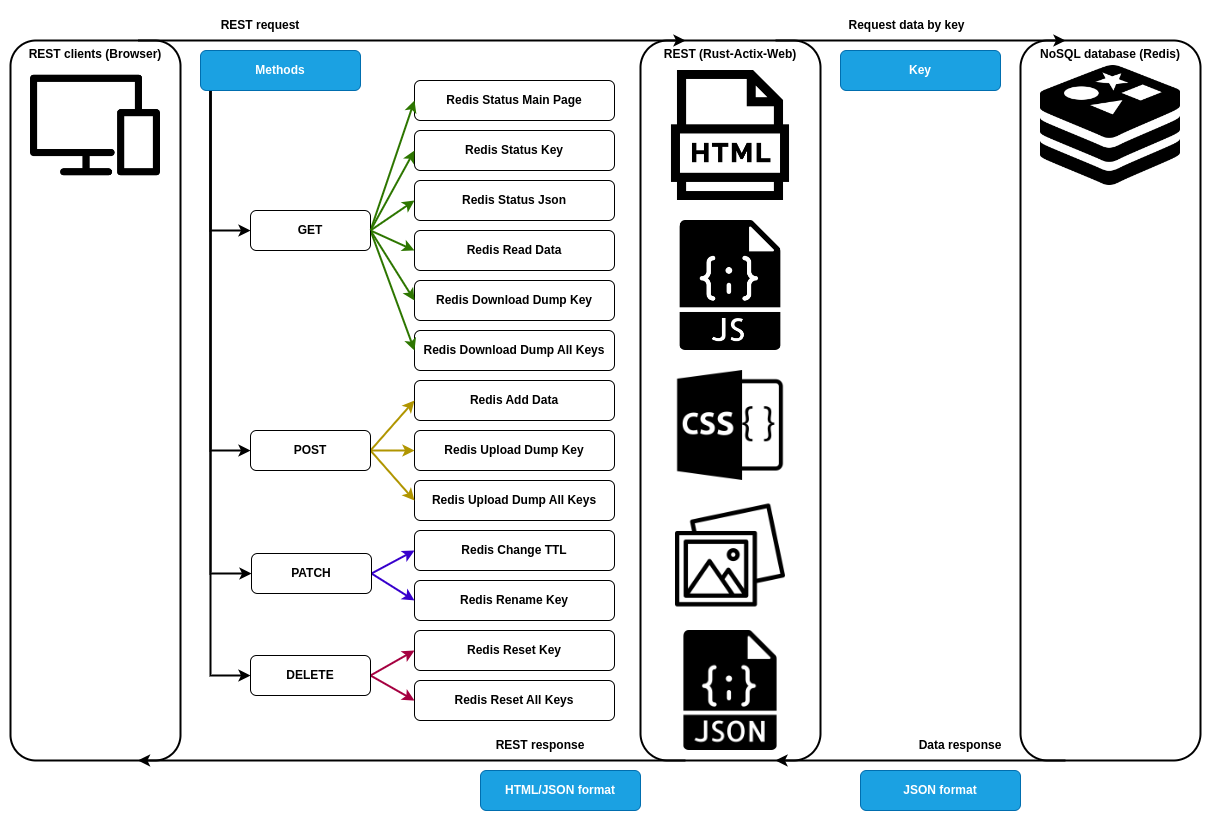 REST request
Request data by key
REST clients (Browser)
Methods
REST (Rust-Actix-Web)
Key
NoSQL database (Redis)
GET
Redis Status Main Page
Redis Status Key
Redis Status Json
Redis Read Data
Redis Download Dump Key
Redis Download Dump All Keys
POST
Redis Add Data
Redis Upload Dump Key
Redis Upload Dump All Keys
PATCH
Redis Change TTL
Redis Rename Key
DELETE
Redis Reset Key
Redis Reset All Keys
HTML
{;}
JS
CSS
{}
{;}
JSON
REST response
Data response
HTML/JSON format
JSON format